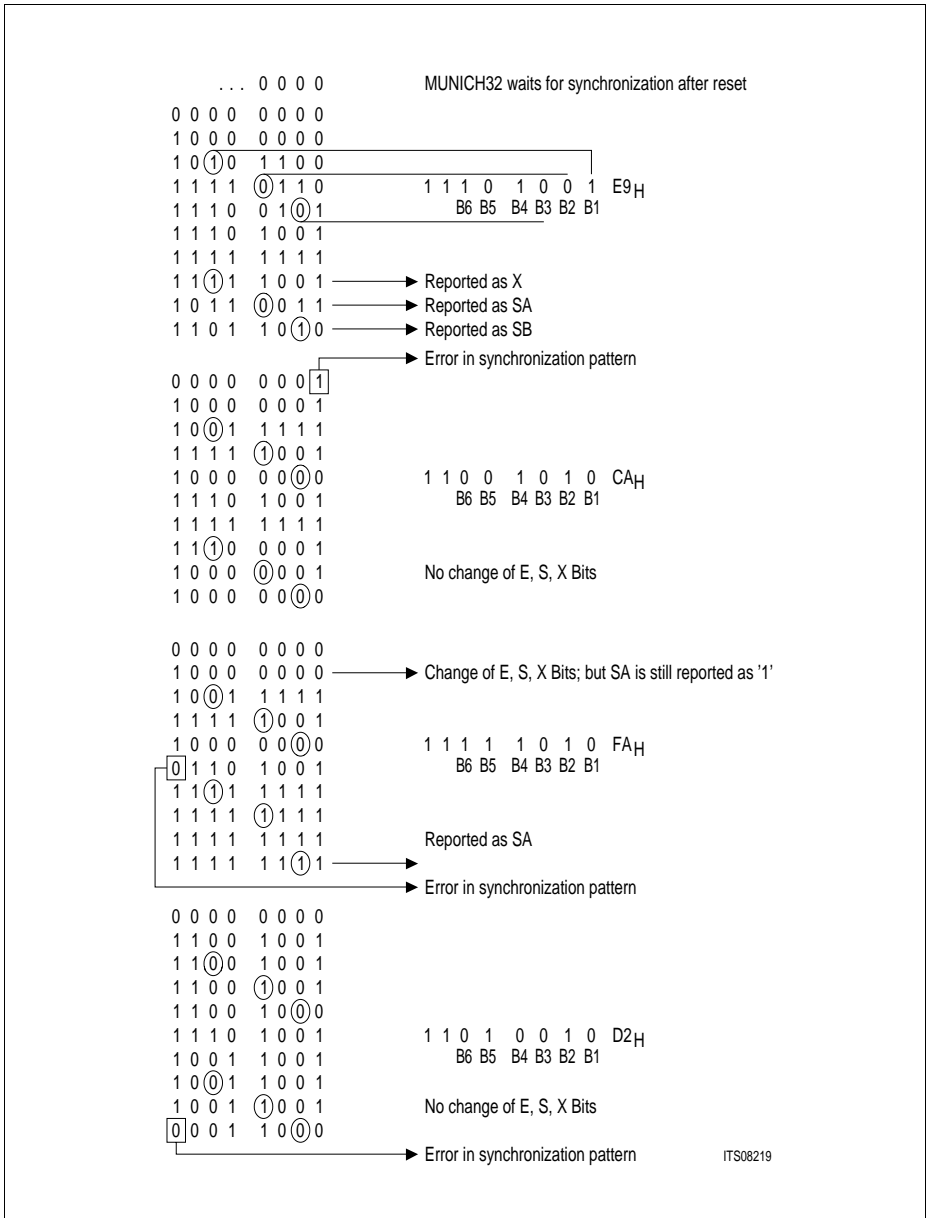 . . . 0 0 0 0 MUNICH32 waits for synchronization after reset
0 0 0 0 0 0 0 0
1 0 0 0 0 0 0 0
1 0 1 0 1 1 0 0
1 1 1 1 0 1 1 0 1 1 1 0 1 0 0 1 E9H
1 1 1 0 0 1 0 1 B6 B5 B4 B3 B2 B1
1 1 1 0 1 0 0 1
1 1 1 1 1 1 1 1
1 1 1 1 1 0 0 1 Reported as X
1 0 1 1 0 0 1 1 Reported as SA
1 1 0 1 1 0 1 0 Reported as SB
Error in synchronization pattern
0 0 0 0 0 0 0 1
1 0 0 0 0 0 0 1
1 0 0 1 1 1 1 1
1 1 1 1 1 0 0 1
1 0 0 0 0 0 0 0 1 1 0 0 1 0 1 0 CAH
1 1 1 0 1 0 0 1 B6 B5 B4 B3 B2 B1
1 1 1 1 1 1 1 1
1 1 1 0 0 0 0 1
1 0 0 0 0 0 0 1 No change of E, S, X Bits
1 0 0 0 0 0 0 0
0 0 0 0 0 0 0 0
1 0 0 0 0 0 0 0 Change of E, S, X Bits; but SA is still reported as '1'
1 0 0 1 1 1 1 1
1 1 1 1 1 0 0 1
1 0 0 0 0 0 0 0 1 1 1 1 1 0 1 0 FAH
0 1 1 0 1 0 0 1 B6 B5 B4 B3 B2 B1
1 1 1 1 1 1 1 1
1 1 1 1 1 1 1 1
1 1 1 1 1 1 1 1 Reported as SA
1 1 1 1 1 1 1 1
Error in synchronization pattern
0 0 0 0 0 0 0 0
1 1 0 0 1 0 0 1
1 1 0 0 1 0 0 1
1 1 0 0 1 0 0 1
1 1 0 0 1 0 0 0
1 1 1 0 1 0 0 1 1 1 0 1 0 0 1 0 D2H
1 0 0 1 1 0 0 1 B6 B5 B4 B3 B2 B1
1 0 0 1 1 0 0 1
1 0 0 1 1 0 0 1 No change of E, S, X Bits
0 0 0 1 1 0 0 0
Error in synchronization pattern ITS08219